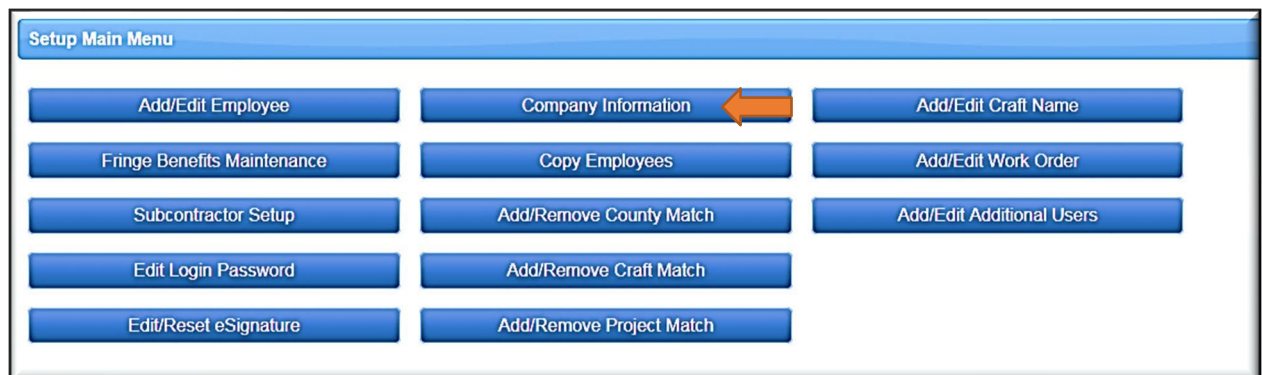 Setup Main Menu
Add/Edit Employee
Company Information
Add/Edit Craft Name
Fringe Benefits Maintenance
Copy Employees
Add/Edit Work Order
Subcontractor Setup
Add/Remove County Match
Add/Edit Additional Users
Edit Login Password
Add/Remove Craft Match
Edit/Reset eSignature
Add/Remove Project Match